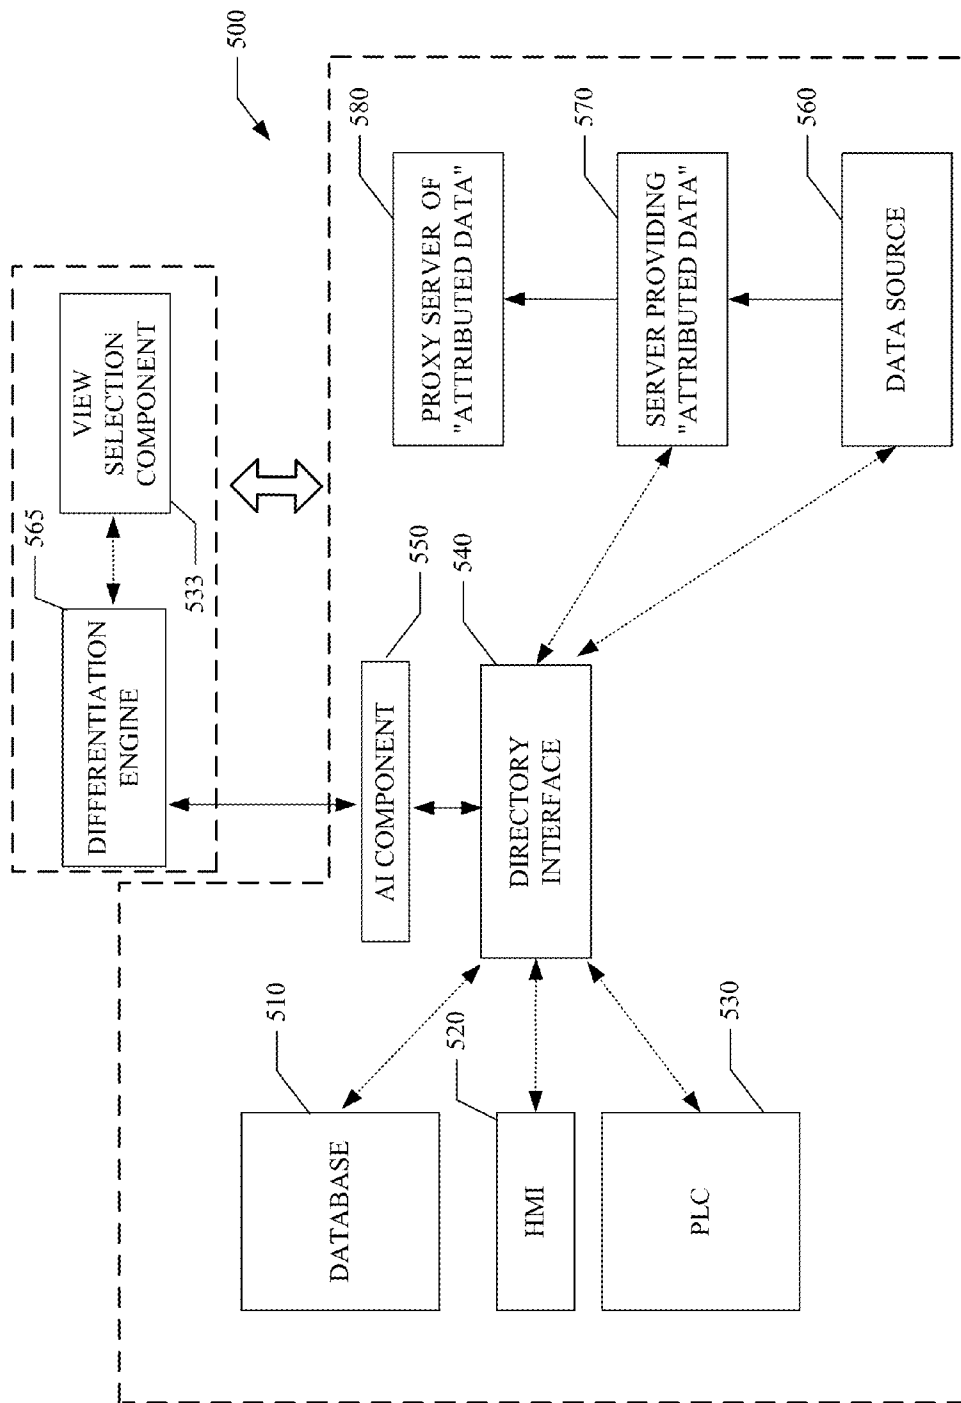 500
565
DIFFERENTIATION
ENGINE
VIEW
SELECTION
COMPONENT
533
510
DATABASE
520
HMI
530
PLC
550
AI COMPONENT
540
DIRECTORY
INTERFACE
580
PROXY SERVER OF
"ATTRIBUTED DATA"
570
SERVER PROVIDING
"ATTRIBUTED DATA"
560
DATA SOURCE